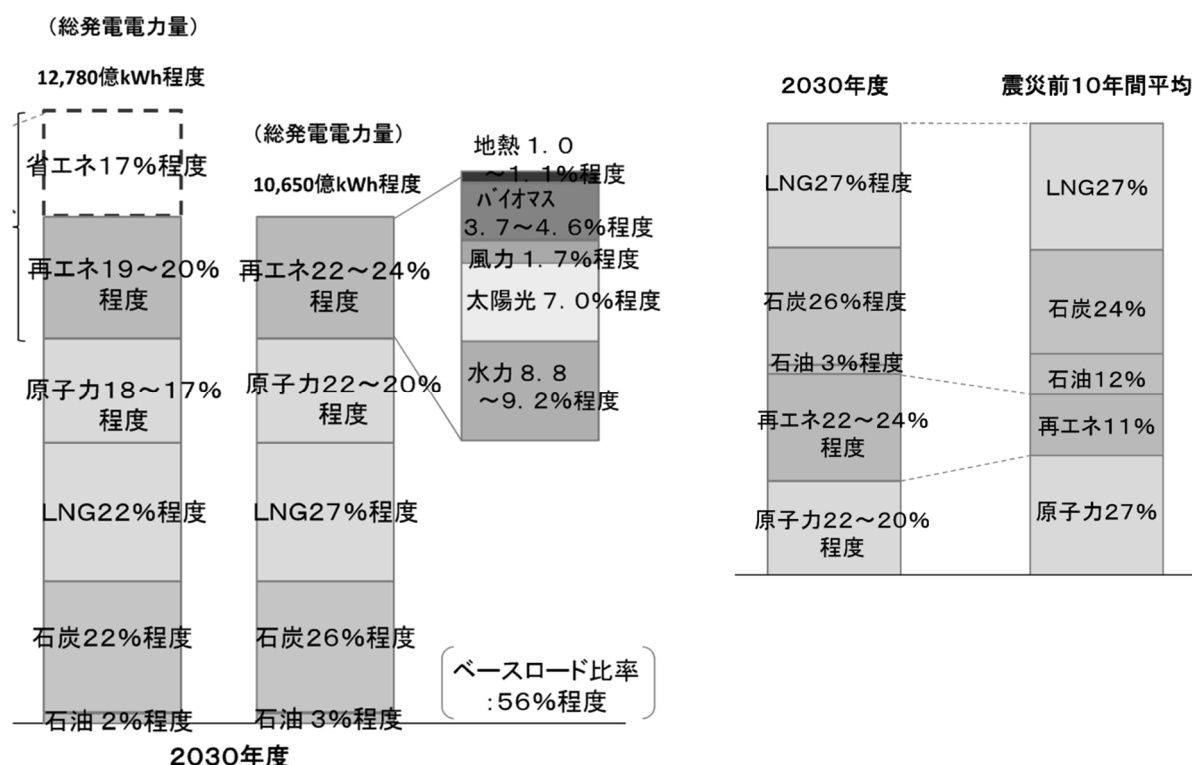 (総発電電力量)
12,780億kWh程度
省エネ17%程度
再エネ19～20%
程度
原子力18～17%
程度
LNG22%程度
石炭22%程度
石油2%程度
(総発電電力量)
10,650億kWh程度
再エネ22～24%
程度
原子力22～20%
程度
LNG27%程度
石炭26%程度
石油3%程度
2030年度
地熱1.0
～1.1%程度
バイオマス
3.7～4.6%程度
風力1.7%程度
太陽光7.0%程度
水力8.8
～9.2%程度
ベースロード比率
:56%程度
2030年度
LNG27%程度
石炭26%程度
石油3%程度
再エネ22～24%
程度
原子力22～20%
程度
震災前10年間平均
LNG27%
石炭24%
石油12%
再エネ11%
原子力27%